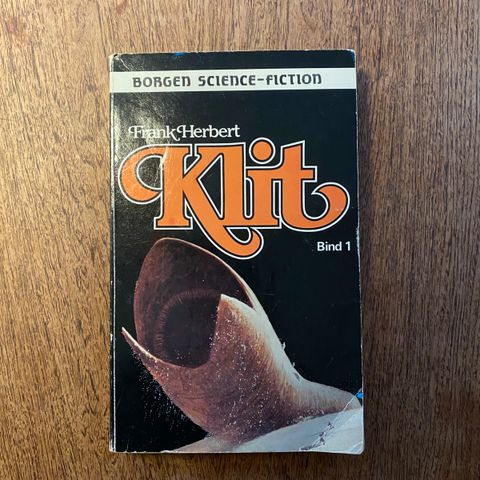 BORGEN SCIENCE-FICTION
Frank Herbert
Klit
Bind 1